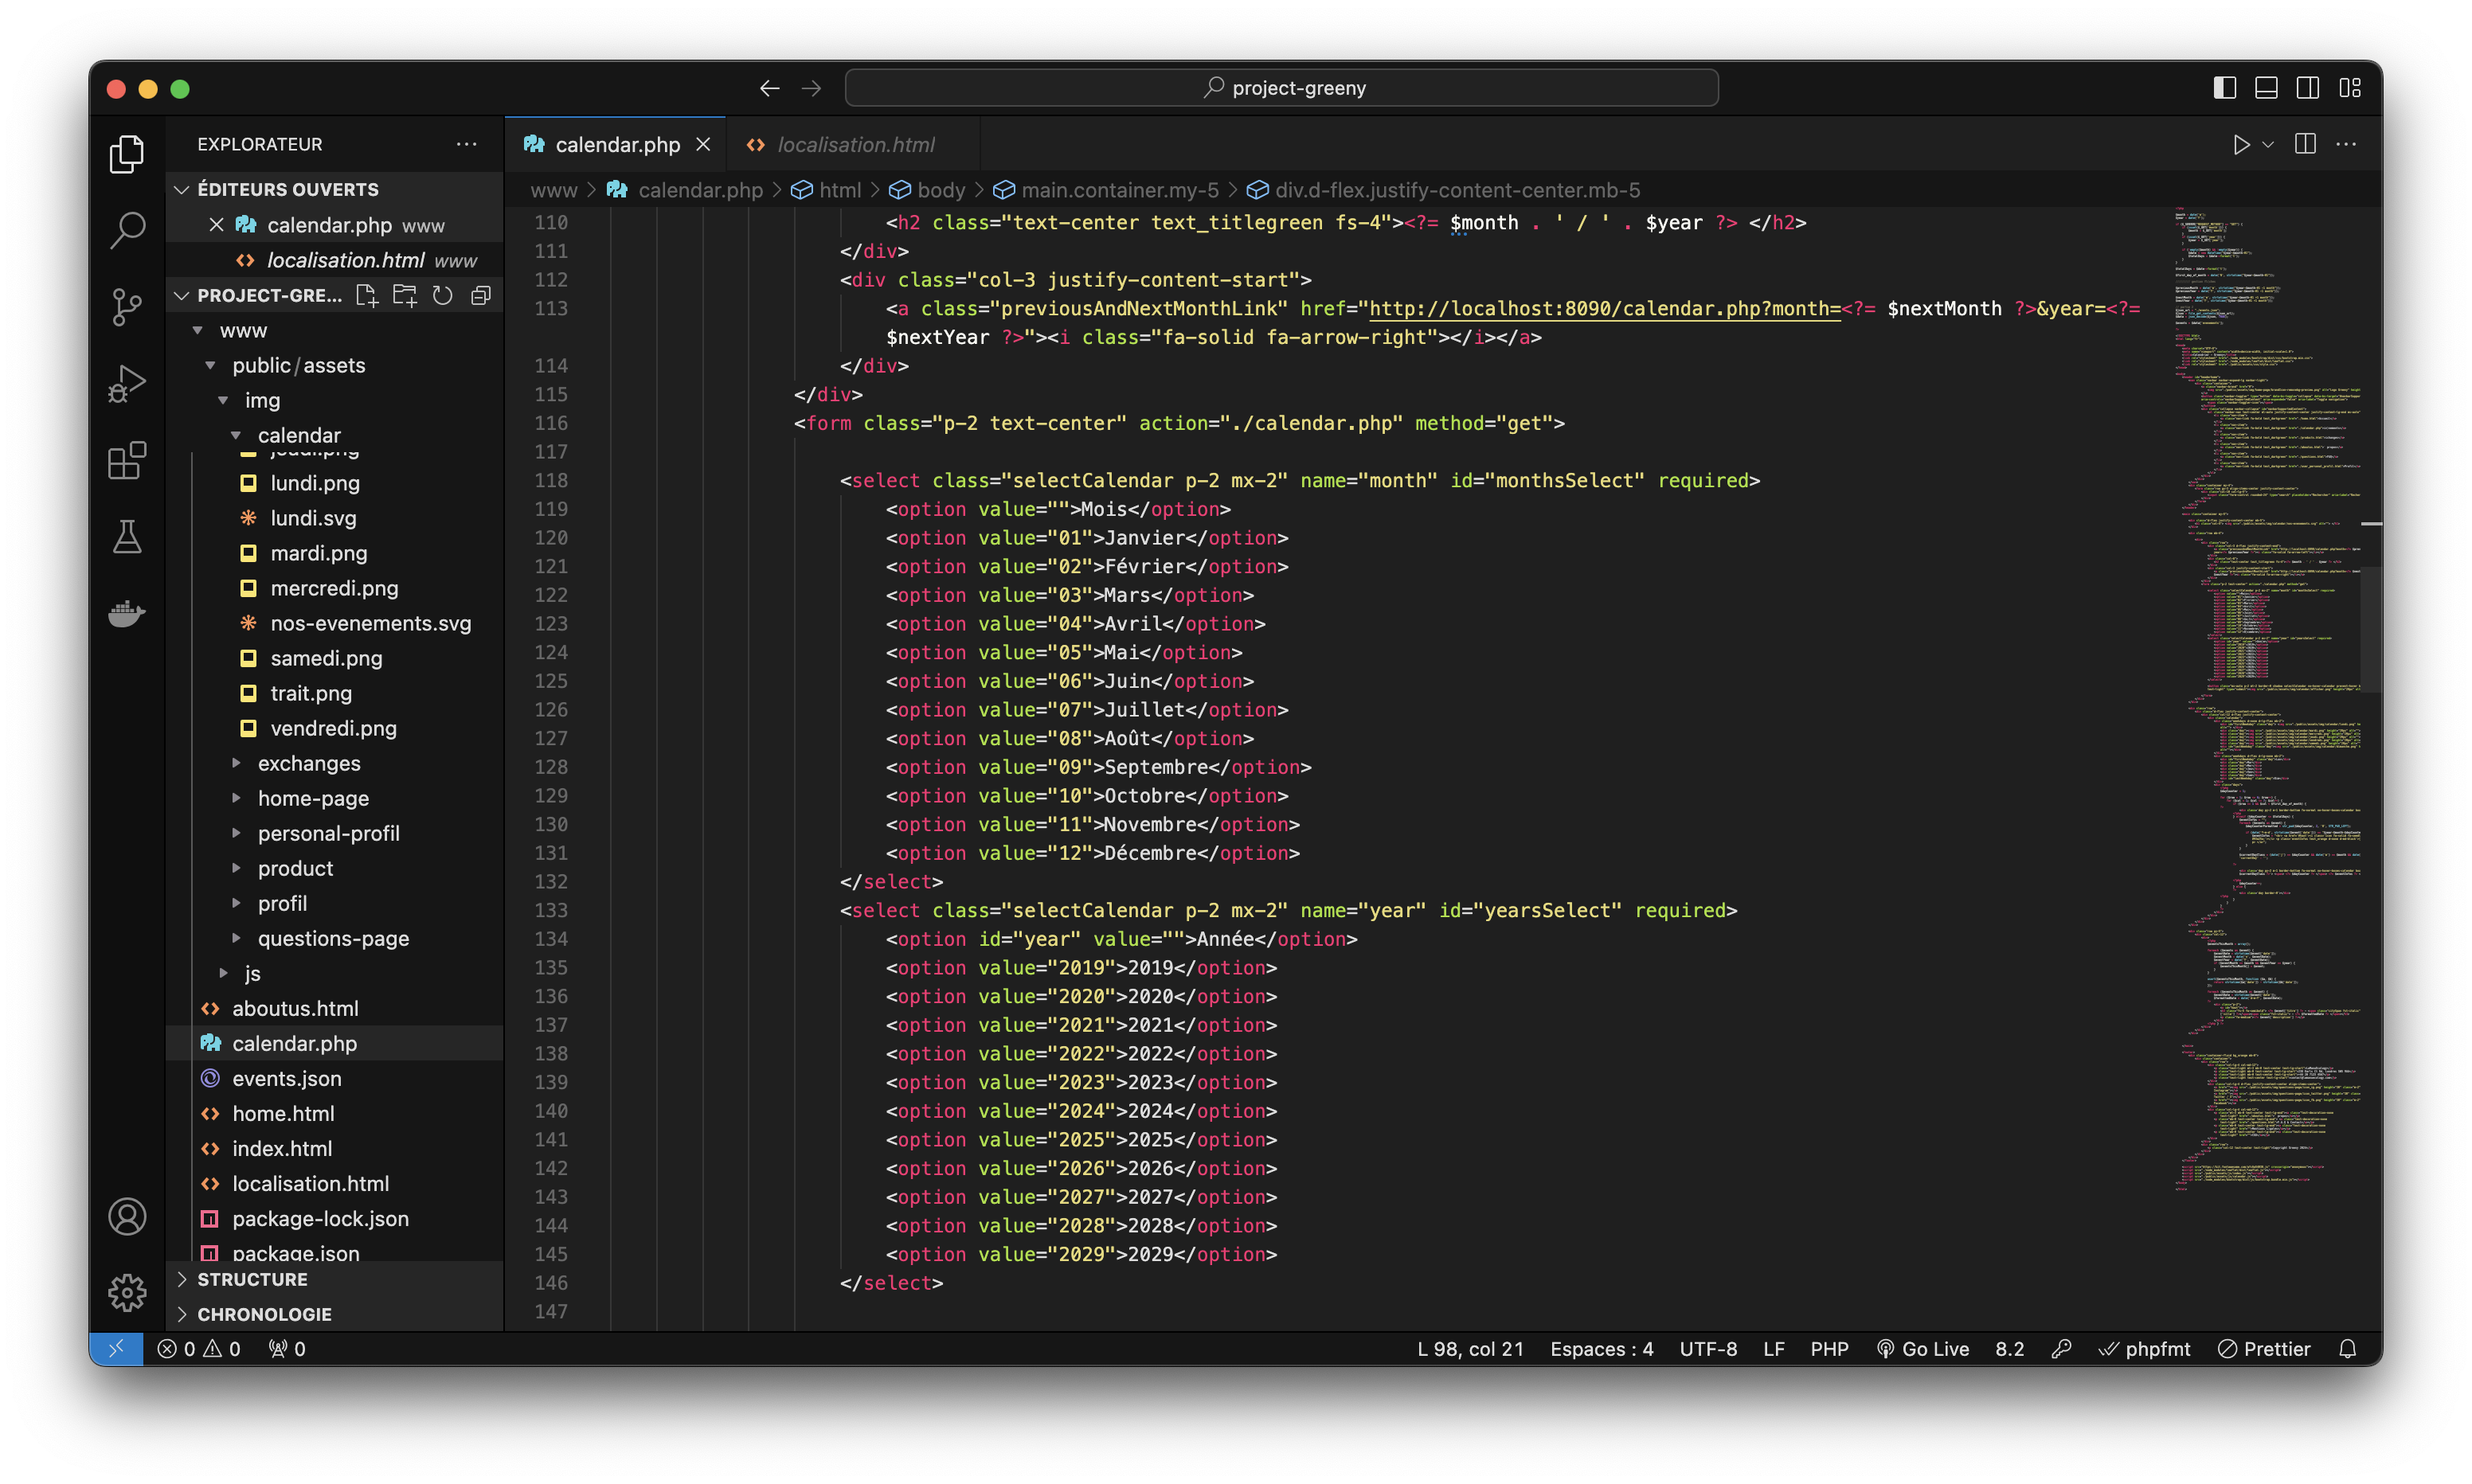 project-greeny
EXPLORATEUR
ÉDITEURS OUVERTS
calendar.php www
localisation.html www
PROJECT-GRE...
www
public/assets
img
calendar
jeudi.png
lundi.png
lundi.svg
mardi.png
mercredi.png
nos-evenements.svg
samedi.png
trait.png
vendredi.png
exchanges
home-page
personal-profil
product
profil
questions-page
js
aboutus.html
calendar.php
events.json
home.html
index.html
localisation.html
package-lock.json
package.json
STRUCTURE
CHRONOLOGIE
calendar.php localisation.html
www > calendar.php > html > body > main.container.my-5 > div.d-flex.justify-content-center.mb-5
110 <h2 class="text-center text_titlegreen fs-4"><?= $month . ' / ' . $year ?> </h2>
111 </div>
112 <div class="col-3 justify-content-start">
113 <a class="previousAndNextMonthLink" href="http://localhost:8090/calendar.php?month=<?= $nextMonth ?>&year=<?=
$nextYear ?>"><i class="fa-solid fa-arrow-right"></i></a>
114 </div>
115 </div>
116 <form class="p-2 text-center" action="./calendar.php" method="get">
117
118 <select class="selectCalendar p-2 mx-2" name="month" id="monthsSelect" required>
119 <option value="">Mois</option>
120 <option value="01">Janvier</option>
121 <option value="02">Février</option>
122 <option value="03">Mars</option>
123 <option value="04">Avril</option>
124 <option value="05">Mai</option>
125 <option value="06">Juin</option>
126 <option value="07">Juillet</option>
127 <option value="08">Août</option>
128 <option value="09">Septembre</option>
129 <option value="10">Octobre</option>
130 <option value="11">Novembre</option>
131 <option value="12">Décembre</option>
132 </select>
133 <select class="selectCalendar p-2 mx-2" name="year" id="yearsSelect" required>
134 <option id="year" value="">Année</option>
135 <option value="2019">2019</option>
136 <option value="2020">2020</option>
137 <option value="2021">2021</option>
138 <option value="2022">2022</option>
139 <option value="2023">2023</option>
140 <option value="2024">2024</option>
141 <option value="2025">2025</option>
142 <option value="2026">2026</option>
143 <option value="2027">2027</option>
144 <option value="2028">2028</option>
145 <option value="2029">2029</option>
146 </select>
147
0 0 0 L 98, col 21 Espaces : 4 UTF-8 LF PHP Go Live 8.2 phpfmt Prettier